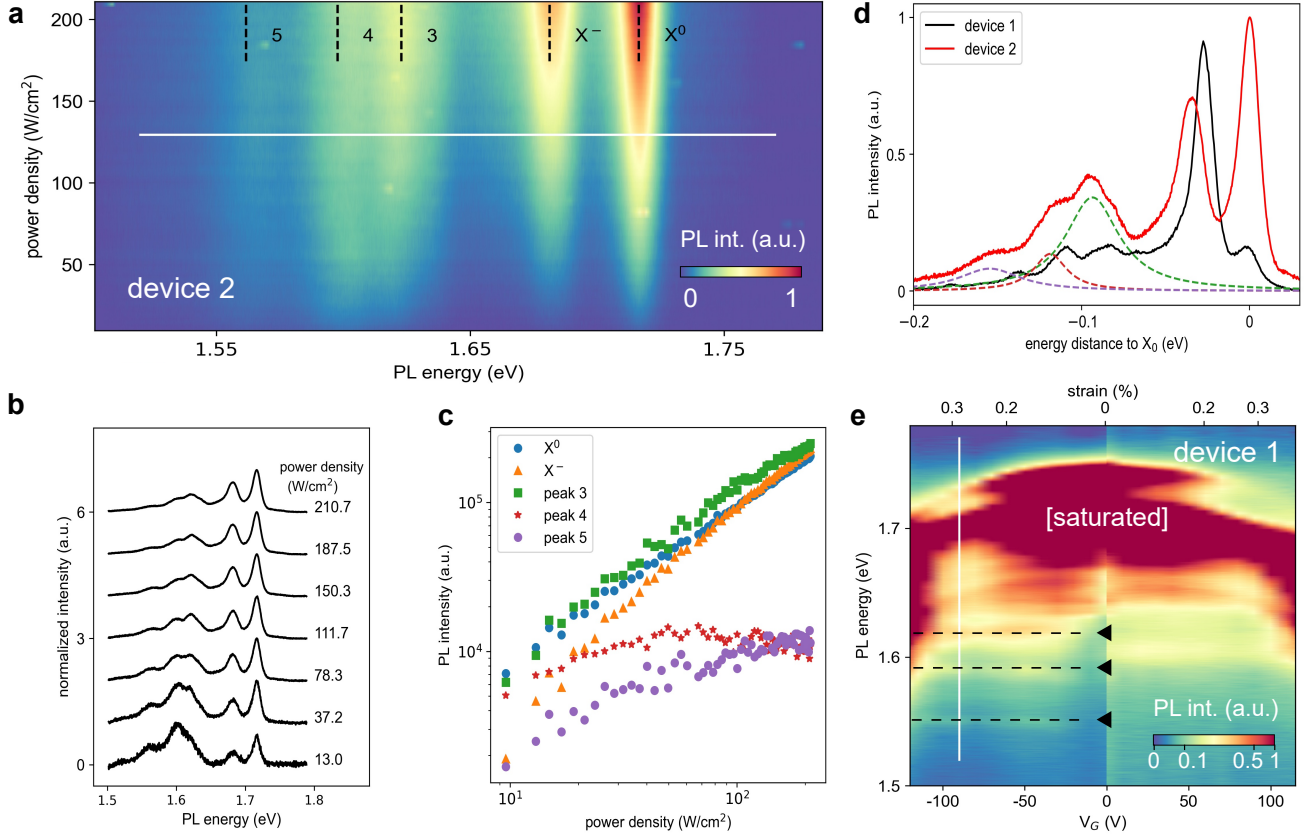 a
200
150
100
50
power density (W/cm²)
5
4
3
X⁻
X⁰
device 2
PL int. (a.u.)
0
1
1.55
1.65
1.75
PL energy (eV)
d
device 1
device 2
1
0.5
0
PL intensity (a.u.)
−0.2
−0.1
0
energy distance to X₀ (eV)
b
power density
(W/cm²)
210.7
187.5
150.3
111.7
78.3
37.2
13.0
6
3
0
normalized intensity (a.u.)
1.5
1.6
1.7
1.8
PL energy (eV)
c
X⁰
X⁻
peak 3
peak 4
peak 5
10⁵
10⁴
PL intensity (a.u.)
10¹
10²
power density (W/cm²)
e
strain (%)
0.3
0.2
0
0.2
0.3
device 1
[saturated]
1.7
1.6
1.5
PL energy (eV)
PL int. (a.u.)
0
0.1
0.5
1
-100
-50
0
50
100
V_G (V)